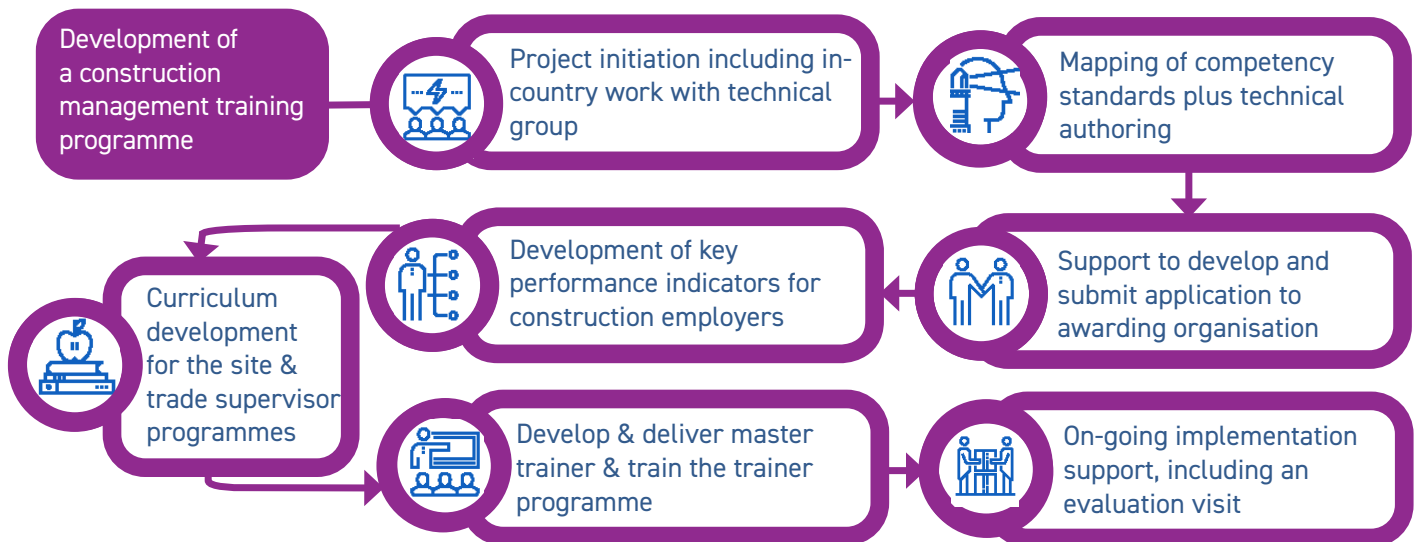 Development of
a construction
management training
programme
Project initiation including in-
country work with technical
group
Mapping of competency
standards plus technical
authoring
Support to develop and
submit application to
awarding organisation
Development of key
performance indicators for
construction employers
Curriculum
development
for the site &
trade supervisor
programmes
Develop & deliver master
trainer & train the trainer
programme
On-going implementation
support, including an
evaluation visit